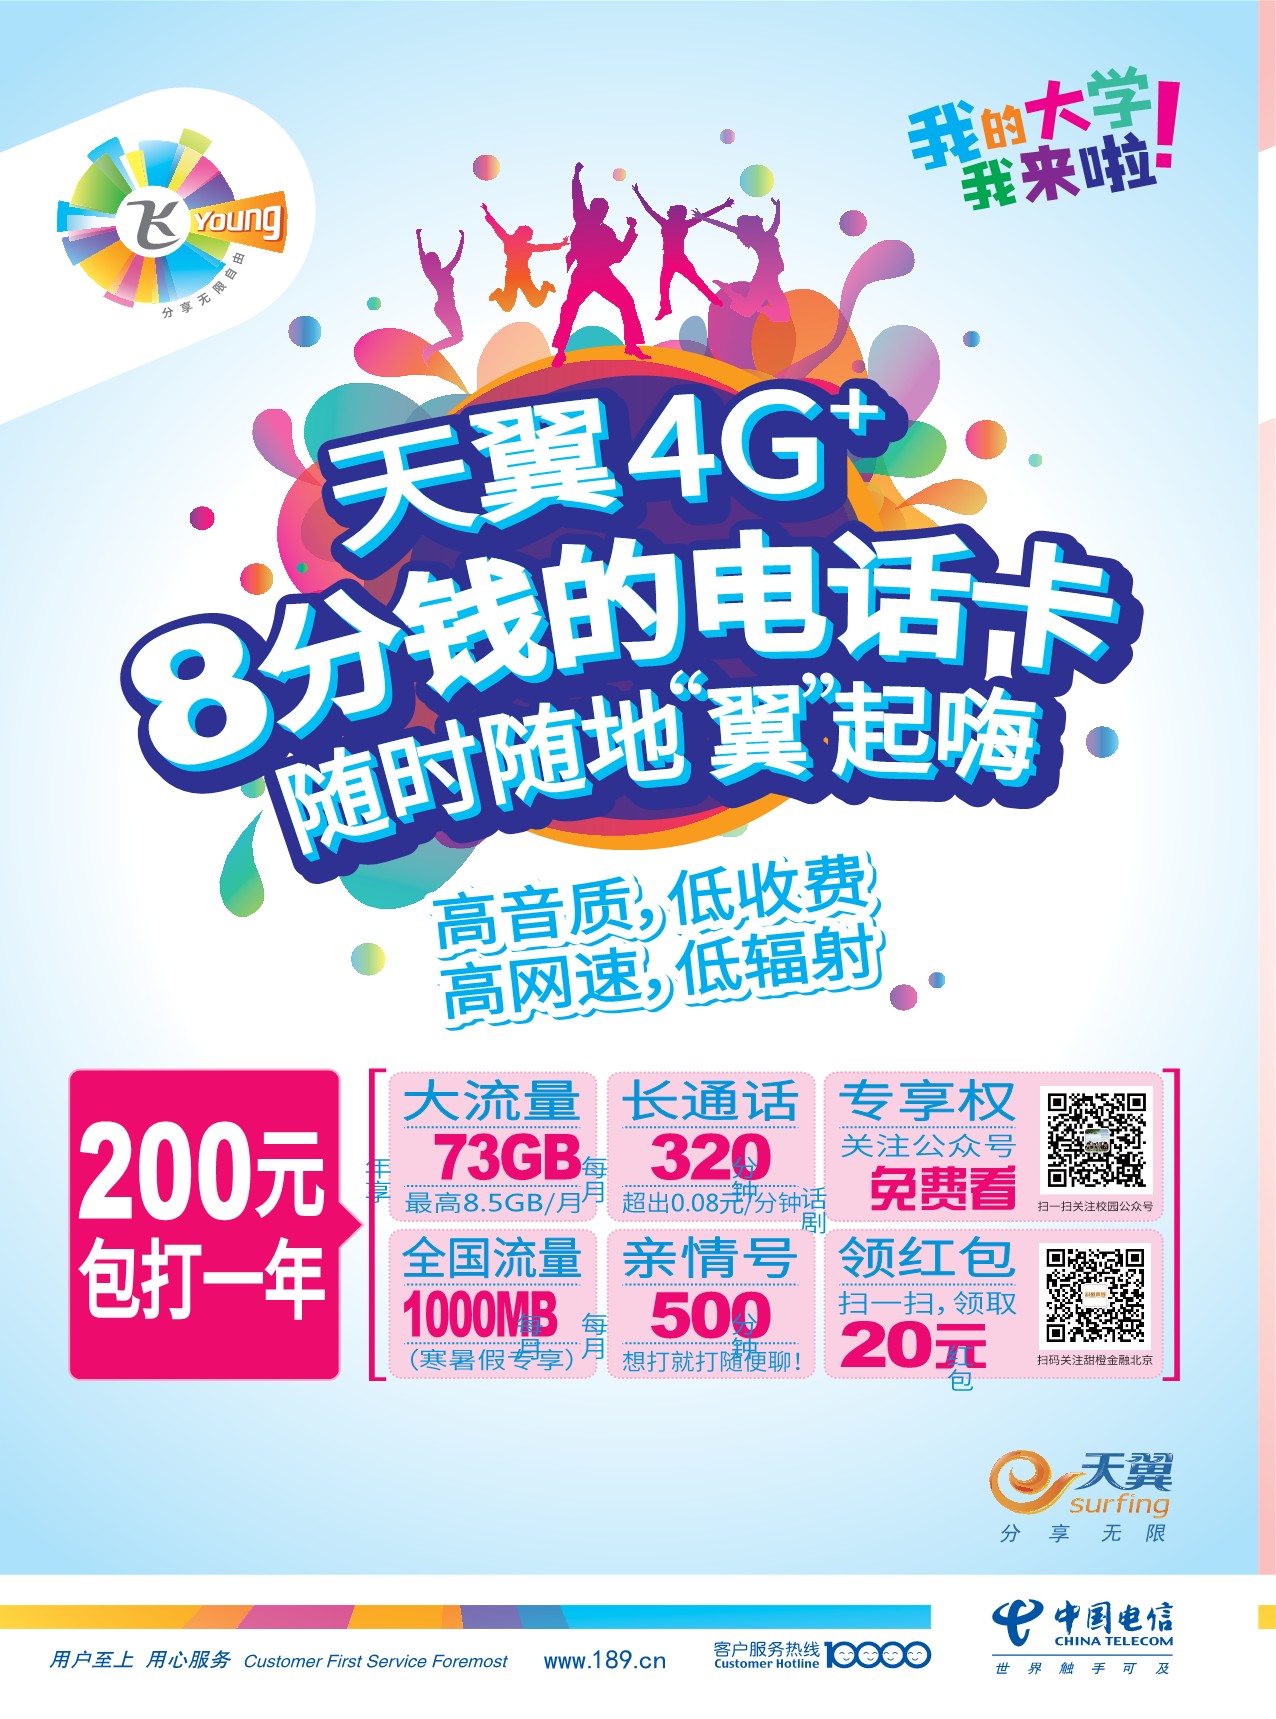 我的大学
我来啦!
飞Young
分享无限自由
天翼4G+
8分钱的电话卡
随时随地“翼”起嗨
高音质,低收费
高网速,低辐射
200元
包打一年
年享
大流量
73GB
每月
最高8.5GB/月
长通话
320
分钟
超出0.08元/分钟
专享权
关注公众号
免费看
话剧
扫一扫关注校园公众号
全国流量
1000MB
每月
每月
(寒暑假专享)
亲情号
500
分钟
想打就打随便聊!
领红包
扫一扫,领取
20元
红包
扫码关注甜橙金融北京
天翼
surfing
分享无限
用户至上 用心服务 Customer First Service Foremost
www.189.cn
客户服务热线
Customer Hotline
10000
中国电信
CHINA TELECOM
世界触手可及